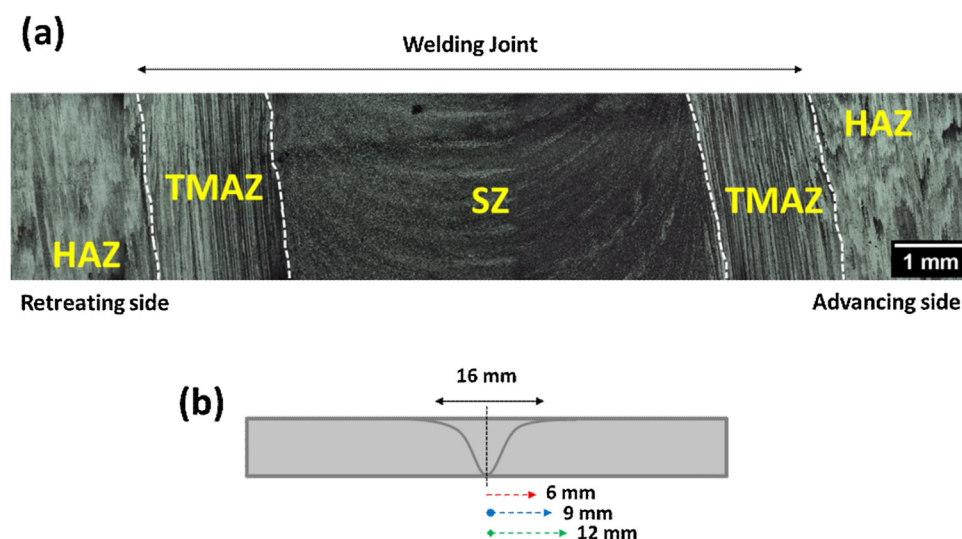 (a)
Welding Joint
HAZ
TMAZ
SZ
TMAZ
HAZ
1 mm
Retreating side
Advancing side
(b)
16 mm
6 mm
9 mm
12 mm